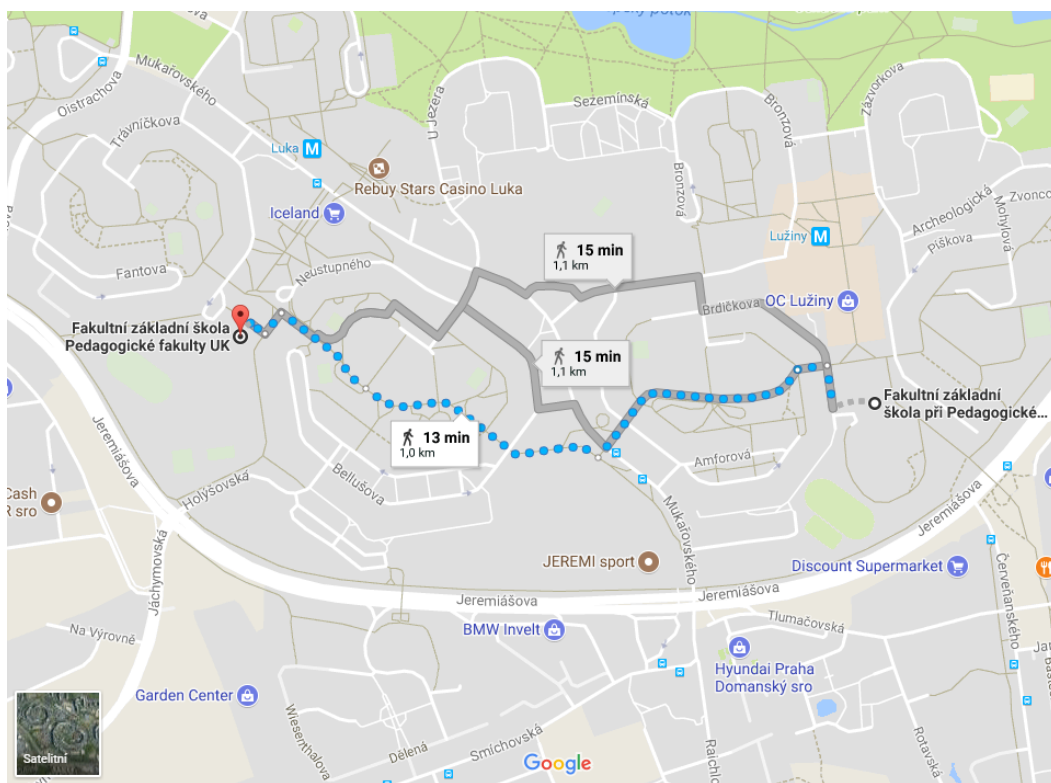 Mukařovského
Oistrachova
Trávníčkova
U Jezera
Sezemínská
Bronzová
Zázvorkova
Luka M
Rebuy Stars Casino Luka
Iceland
Bronzová
Archeologická
Zvonco
Mohylová
Píškova
Lužiny M
Fantova
Neustupného
15 min
1,1 km
OC Lužiny
Brdičkova
Fakultní základní škola
Pedagogické fakulty UK
15 min
1,1 km
Fakultní základní
škola při Pedagogické...
13 min
1,0 km
Amforová
Bellušova
Holýšovská
Jeremiášova
Cash
R sro
Mukařovského
Jeremiášova
JEREMI sport
Discount Supermarket
Jáchymovská
Jeremiášova
Jeremiášova
Červeňanského
Tlumačovská
Na Výrovně
BMW Invelt
Hyundai Praha
Domanský sro
Garden Center
Wiesenthalova
Dělená
Smíchovská
Raichlo
Rotavsk
Satelitní
Google